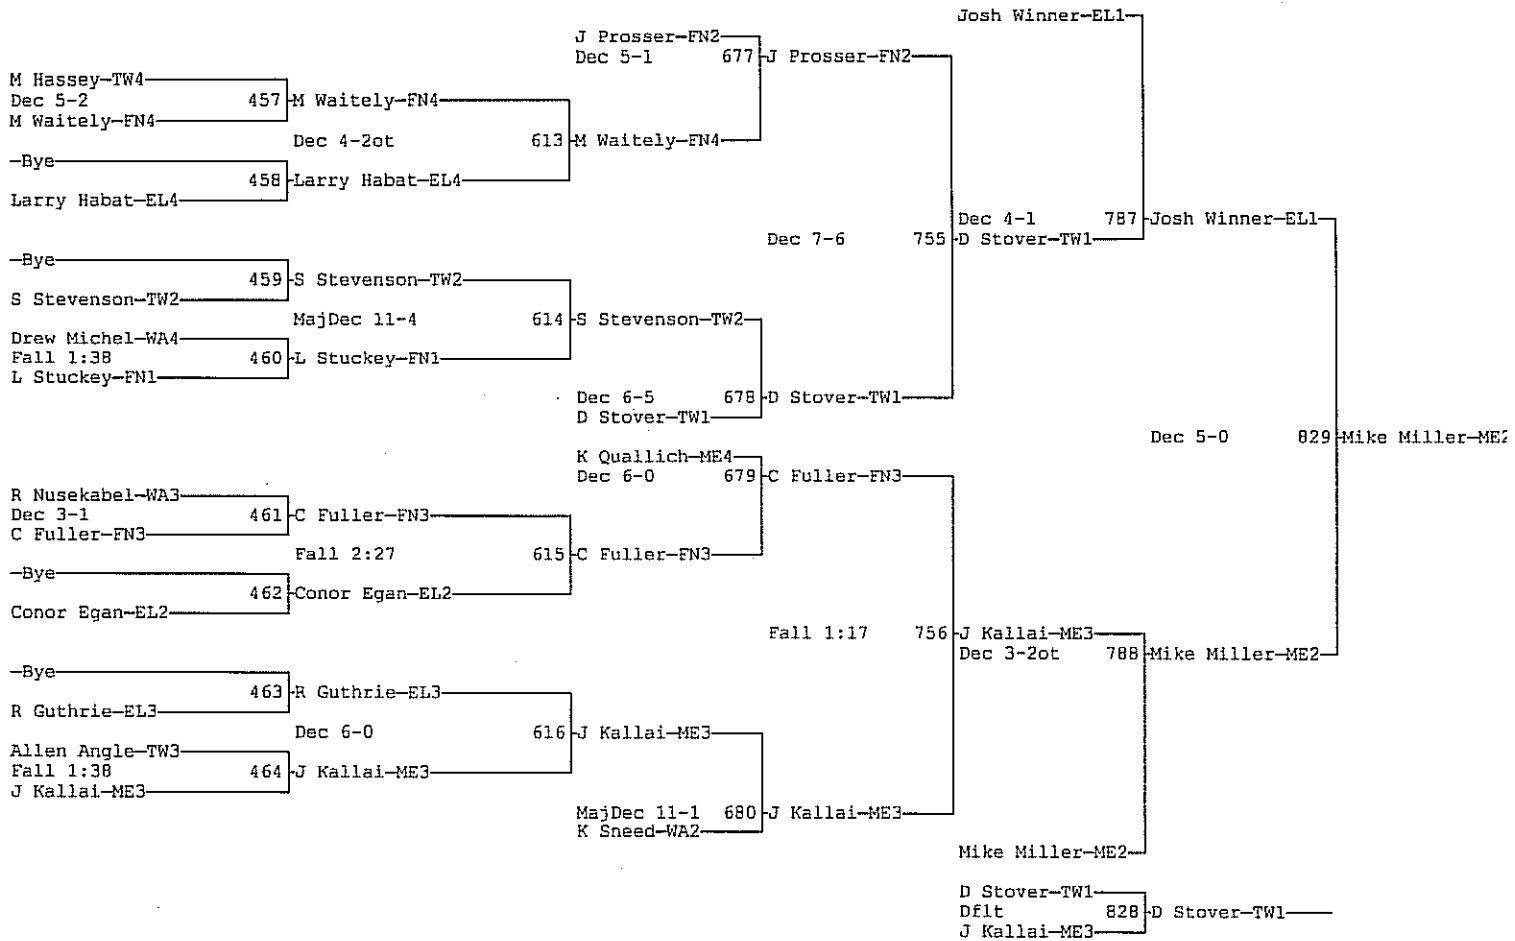 Josh Winner—EL1
J Prosser—FN2
Dec 5-1 677 J Prosser—FN2
M Hassey—TW4
Dec 5-2 457 M Waitely—FN4
M Waitely—FN4
Dec 4-2ot 613 M Waitely—FN4
—Bye
458 Larry Habat—EL4
Larry Habat—EL4
Dec 4-1 787 Josh Winner—EL1
Dec 7-6 755 D Stover—TW1
—Bye
459 S Stevenson—TW2
S Stevenson—TW2
MajDec 11-4 614 S Stevenson—TW2
Drew Michel—WA4
Fall 1:38 460 L Stuckey—FN1
L Stuckey—FN1
Dec 6-5 678 D Stover—TW1
D Stover—TW1
Dec 5-0 829 Mike Miller—ME2
K Quallich—ME4
Dec 6-0 679 C Fuller—FN3
R Nusekabel—WA3
Dec 3-1 461 C Fuller—FN3
C Fuller—FN3
Fall 2:27 615 C Fuller—FN3
—Bye
462 Conor Egan—EL2
Conor Egan—EL2
Fall 1:17 756 J Kallai—ME3
Dec 3-2ot 788 Mike Miller—ME2
—Bye
463 R Guthrie—EL3
R Guthrie—EL3
Dec 6-0 616 J Kallai—ME3
Allen Angle—TW3
Fall 1:38 464 J Kallai—ME3
J Kallai—ME3
MajDec 11-1 680 J Kallai—ME3
K Sneed—WA2
Mike Miller—ME2
D Stover—TW1
Dflt 828 D Stover—TW1
J Kallai—ME3